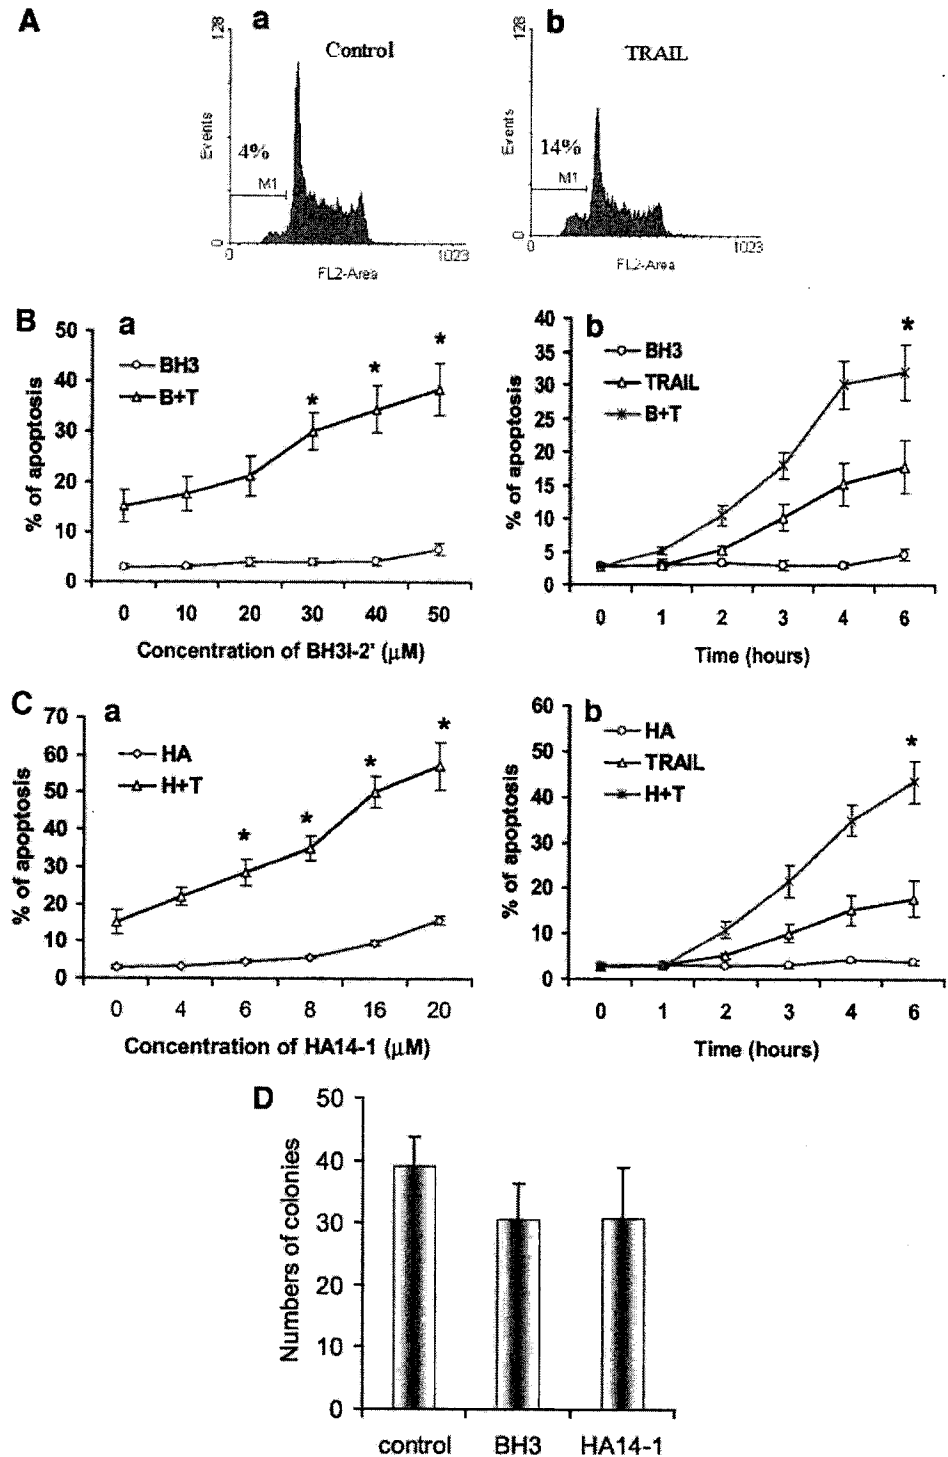 A
a
b
128
Control
Events
4%
M1
0
0
1023
FL2-Area
128
TRAIL
Events
14%
M1
0
0
1023
FL2-Area
B
a
50
40
30
20
10
0
% of apoptosis
BH3
B+T
*
*
*
0 10 20 30 40 50
Concentration of BH3I-2' (μM)
b
40
35
30
25
20
15
10
5
0
% of apoptosis
BH3
TRAIL
B+T
*
0 1 2 3 4 6
Time (hours)
C
a
70
60
50
40
30
20
10
0
% of apoptosis
HA
H+T
*
*
*
*
0 4 6 8 16 20
Concentration of HA14-1 (μM)
b
60
50
40
30
20
10
0
% of apoptosis
HA
TRAIL
H+T
*
0 1 2 3 4 6
Time (hours)
D
50
40
30
20
10
0
Numbers of colonies
control BH3 HA14-1